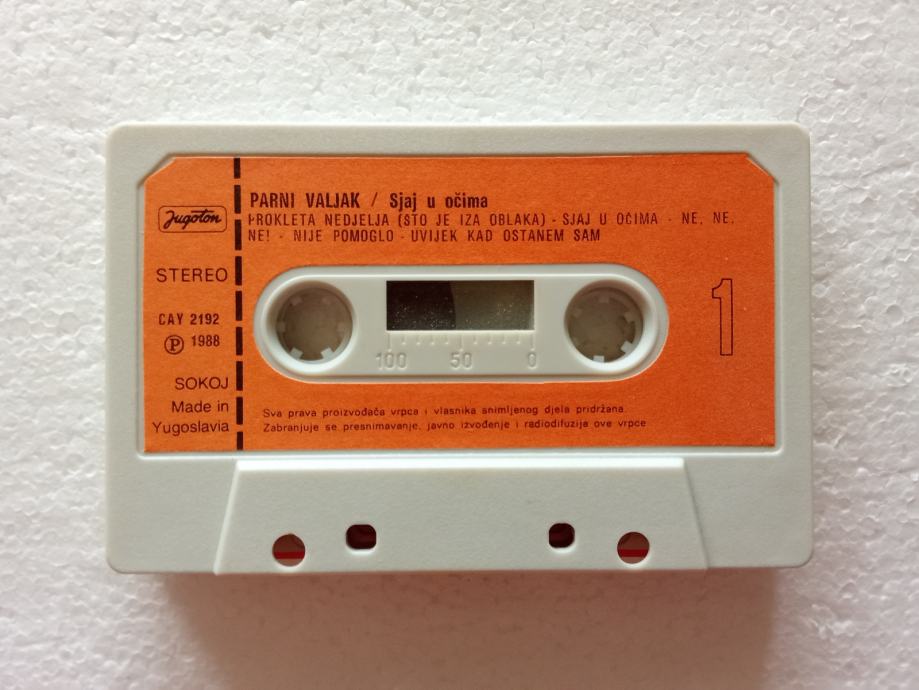 PARNI VALJAK / Sjaj u očima
PROKLETA NEDJELJA (ŠTO JE IZA OBLAKA) - SJAJ U OČIMA - NE, NE,
NE! - NIJE POMOGLO - UVIJEK KAD OSTANEM SAM
Jugoton
STEREO
CAY 2192
Ⓟ 1988
SOKOJ
Made in
Yugoslavia
1
100 50 0
Sva prava proizvođača vrpca i vlasnika snimljenog djela pridržana.
Zabranjuje se presnimavanje, javno izvođenje i radiodifuzija ove vrpce